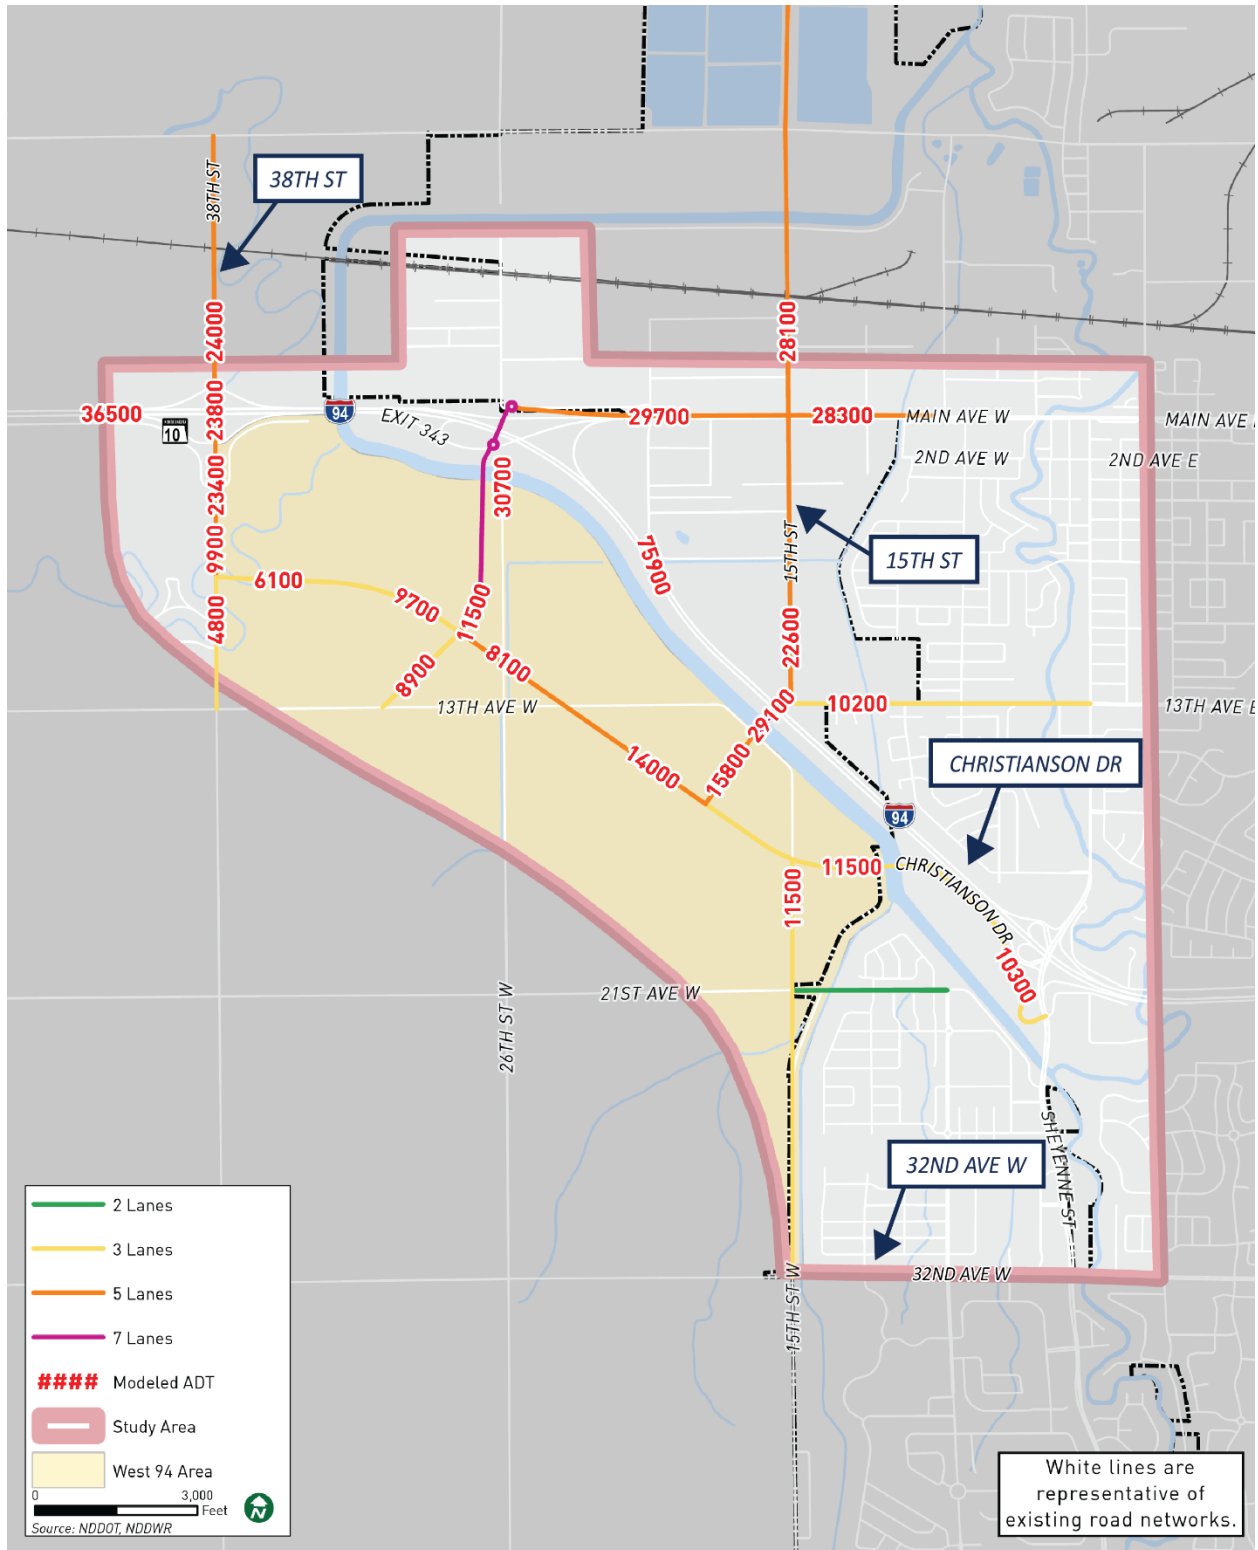 38TH ST
38TH ST
24000
28100
36500
23800
94
EXIT 343
29700
28300
MAIN AVE W
MAIN AVE
10
2ND AVE W
2ND AVE E
23400
30700
15TH ST
15TH ST
9900
6100
75900
4800
9700
11500
8100
8900
22600
13TH AVE W
29100
10200
13TH AVE E
14000
15800
CHRISTIANSON DR
94
11500
CHRISTIANSON DR
11500
10300
21ST AVE W
26TH ST W
SHEYENNE ST
32ND AVE W
32ND AVE W
15TH ST W
2 Lanes
3 Lanes
5 Lanes
7 Lanes
#### Modeled ADT
Study Area
West 94 Area
0 3,000
Feet
N
Source: NDDOT, NDDWR
White lines are
representative of
existing road networks.